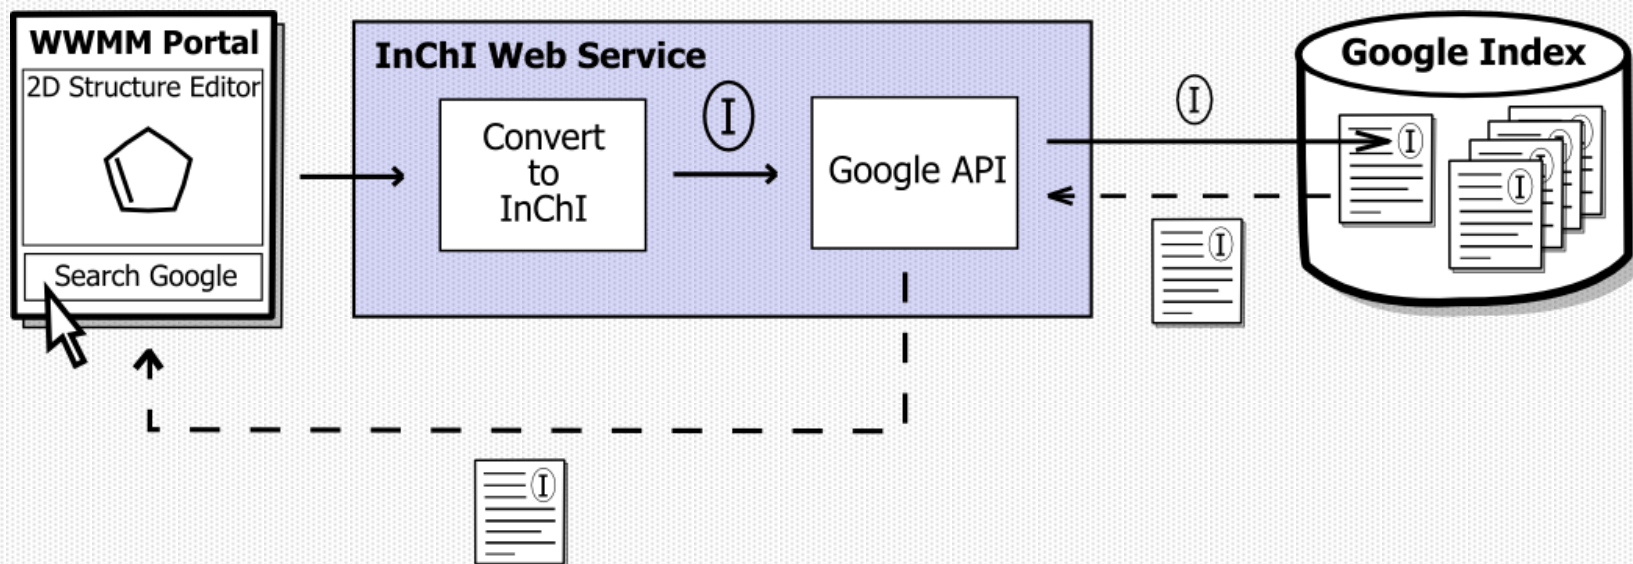 WWMM Portal
2D Structure Editor
Search Google
InChI Web Service
Convert
to
InChI
I
Google API
I
Google Index
I
I
I
I
I
I
I